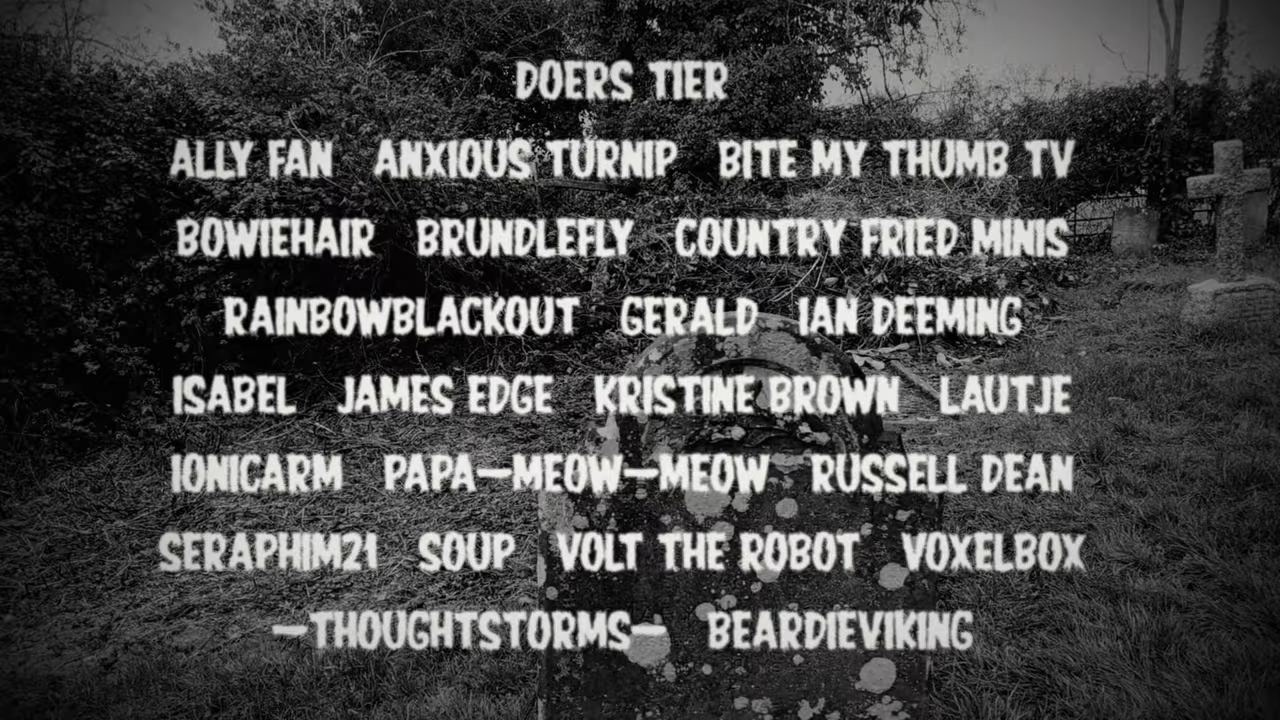 DOERS TIER
ALLY FAN ANXIOUS TURNIP BITE MY THUMB TV
BOWIEHAIR BRUNDLEFLY COUNTRY FRIED MINIS
RAINBOWBLACKOUT GERALD IAN DEEMING
ISABEL JAMES EDGE KRISTINE BROWN LAUTJE
IONICARM PAPA-MEOW-MEOW RUSSELL DEAN
SERAPHIM21 SOUP VOLT THE ROBOT VOXELBOX
-THOUGHTSTORMS- BEARDIEVIKING